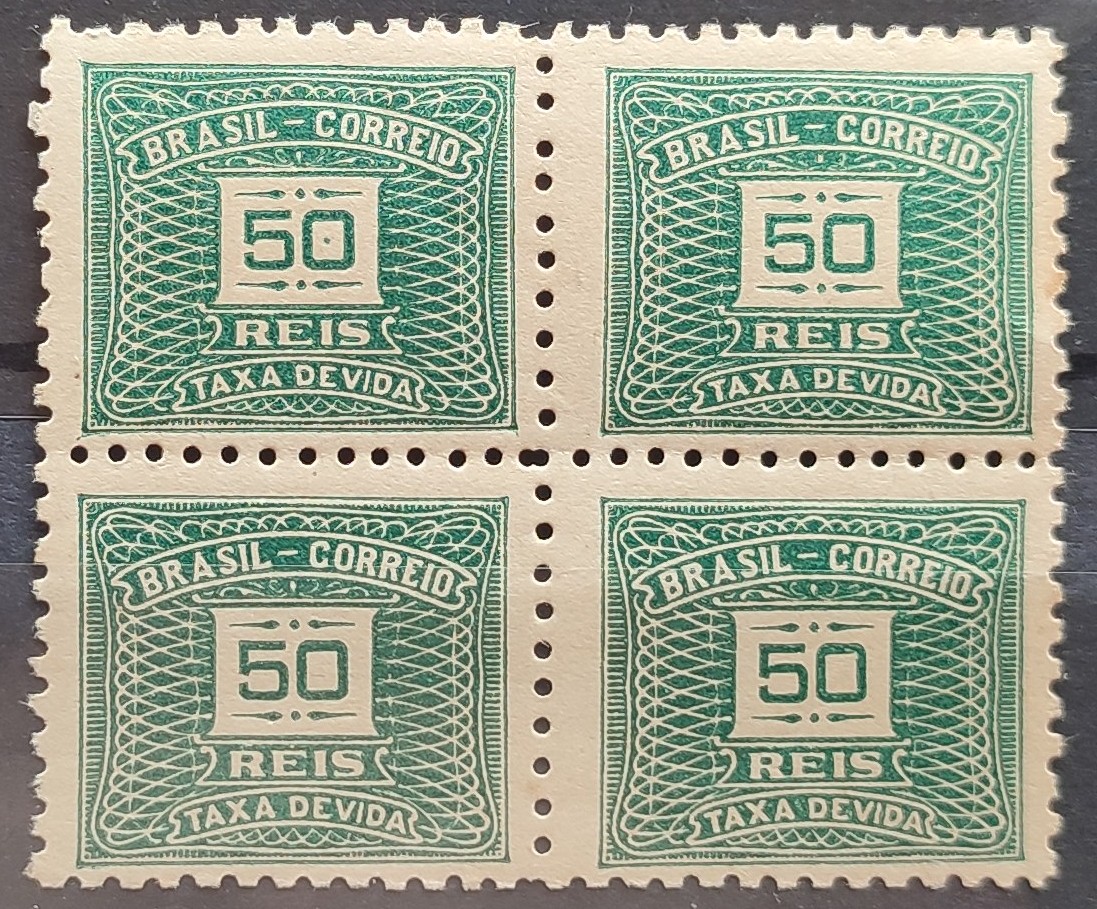 BRASIL - CORREIO
50
REIS
TAXA DEVIDA
BRASIL - CORREIO
50
REIS
TAXA DEVIDA
BRASIL - CORREIO
50
REIS
TAXA DEVIDA
BRASIL - CORREIO
50
REIS
TAXA DEVIDA